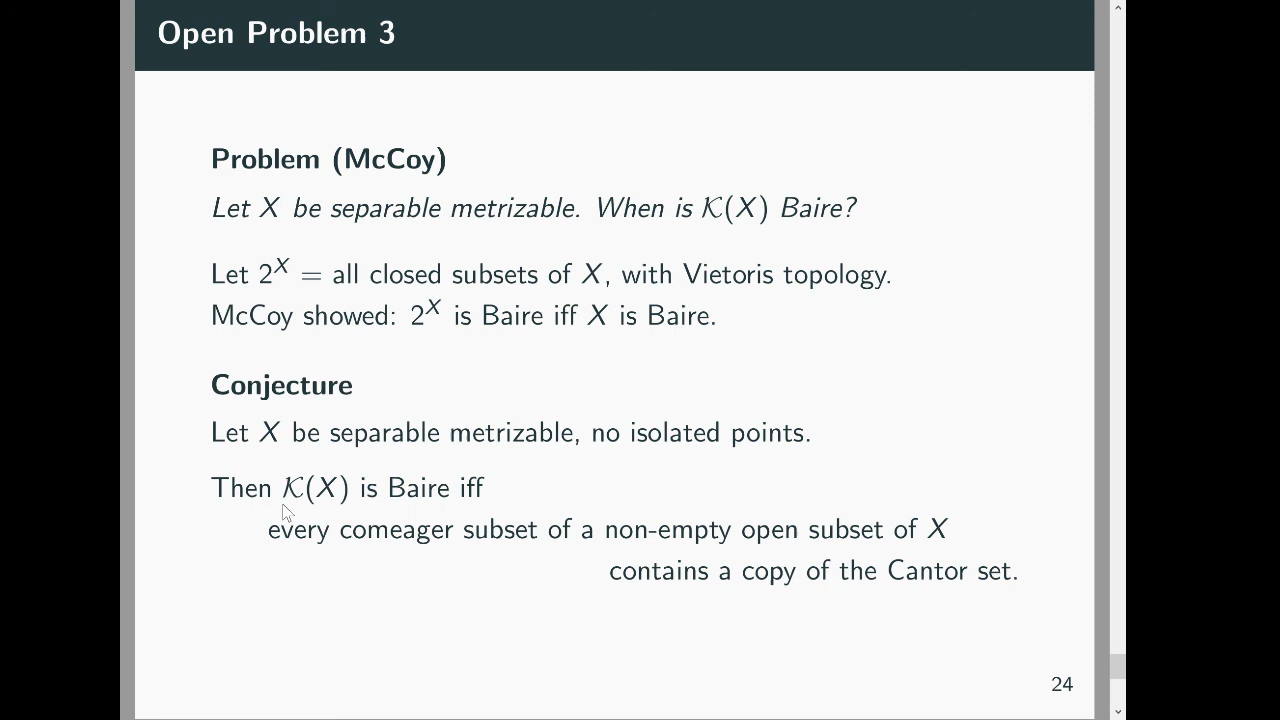 Open Problem 3
Problem (McCoy)
Let X be separable metrizable. When is 𝒦(X) Baire?
Let 2^X = all closed subsets of X, with Vietoris topology.
McCoy showed: 2^X is Baire iff X is Baire.
Conjecture
Let X be separable metrizable, no isolated points.
Then 𝒦(X) is Baire iff
every comeager subset of a non-empty open subset of X
contains a copy of the Cantor set.
24